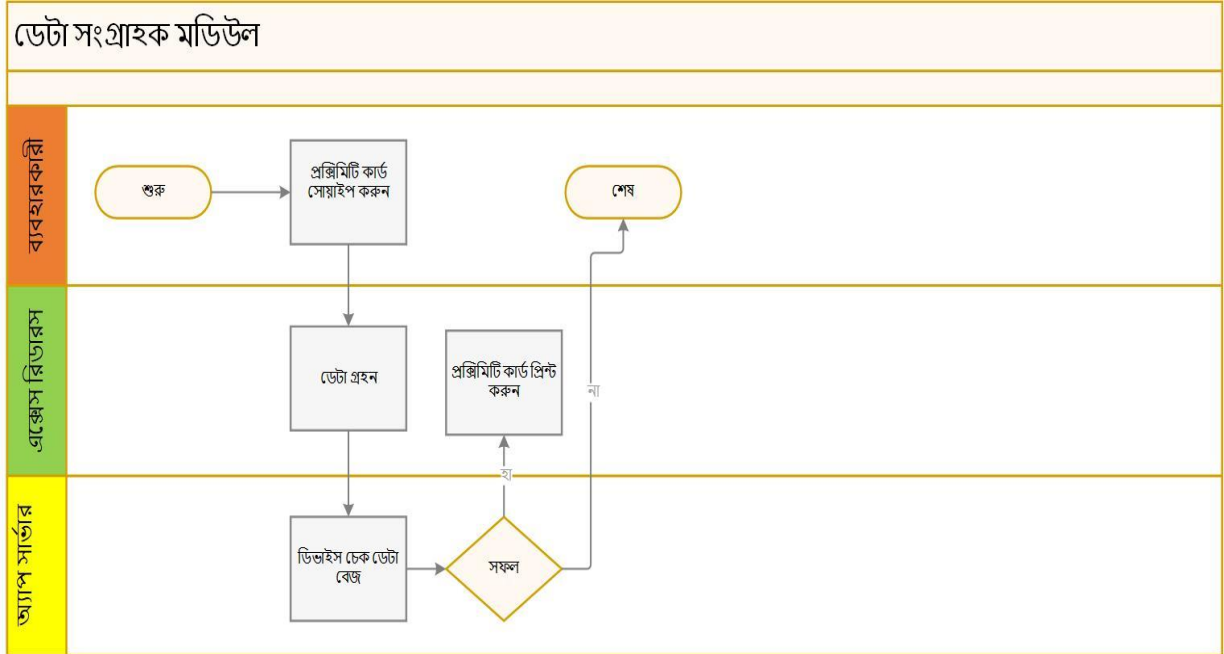 ডেটা সংগ্রাহক মডিউল
ব্যবহারকারী
শুরু
প্রক্সিমিটি কার্ড
সোয়াইপ করুন
শেষ
এক্সেস রিডারস
ডেটা গ্রহন
প্রক্সিমিটি কার্ড প্রিন্ট
করুন
না
হা
অ্যাপ সার্ভার
ডিভাইস চেক ডেটা
বেজ
সফল